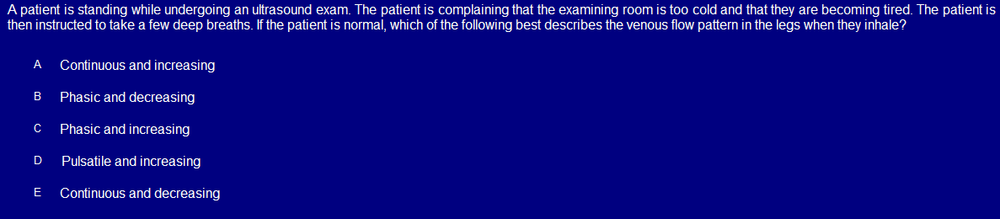 A patient is standing while undergoing an ultrasound exam. The patient is complaining that the examining room is too cold and that they are becoming tired. The patient is
then instructed to take a few deep breaths. If the patient is normal, which of the following best describes the venous flow pattern in the legs when they inhale?
A Continuous and increasing
B Phasic and decreasing
C Phasic and increasing
D Pulsatile and increasing
E Continuous and decreasing